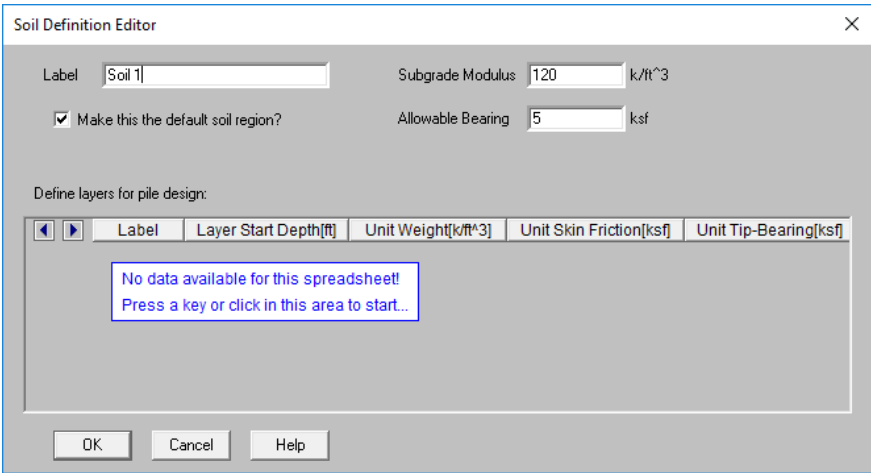 Soil Definition Editor
Label Soil 1 Subgrade Modulus 120 k/ft^3
Make this the default soil region? Allowable Bearing 5 ksf
Define layers for pile design:
Label Layer Start Depth[ft] Unit Weight[k/ft^3] Unit Skin Friction[ksf] Unit Tip-Bearing[ksf]
No data available for this spreadsheet!
Press a key or click in this area to start...
OK Cancel Help